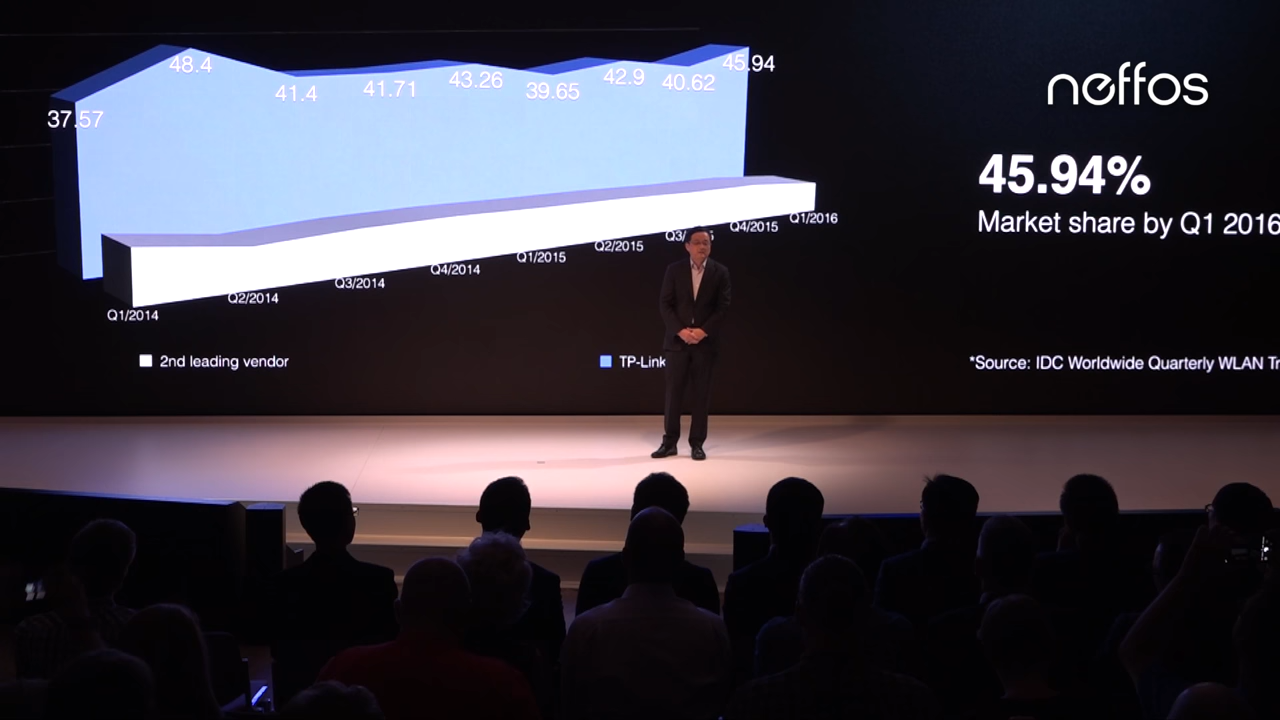 48.4
45.94
43.26
42.9
40.62
41.71
39.65
41.4
37.57
neffos
45.94%
Market share by Q1 2016
Q1/2014
Q2/2014
Q3/2014
Q4/2014
Q1/2015
Q2/2015
Q3/
Q4/2015
Q1/2016
2nd leading vendor
TP-Link
*Source: IDC Worldwide Quarterly WLAN